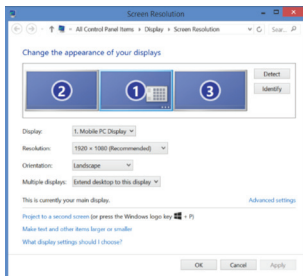 Screen Resolution
All Control Panel Items Display Screen Resolution Sear...
Change the appearance of your displays
2 1 3
Detect
Identify
Display: 1. Mobile PC Display
Resolution: 1920 × 1080 (Recommended)
Orientation: Landscape
Multiple displays: Extend desktop to this display
This is currently your main display. Advanced settings
Project to a second screen (or press the Windows logo key + P)
Make text and other items larger or smaller
What display settings should I choose?
OK Cancel Apply